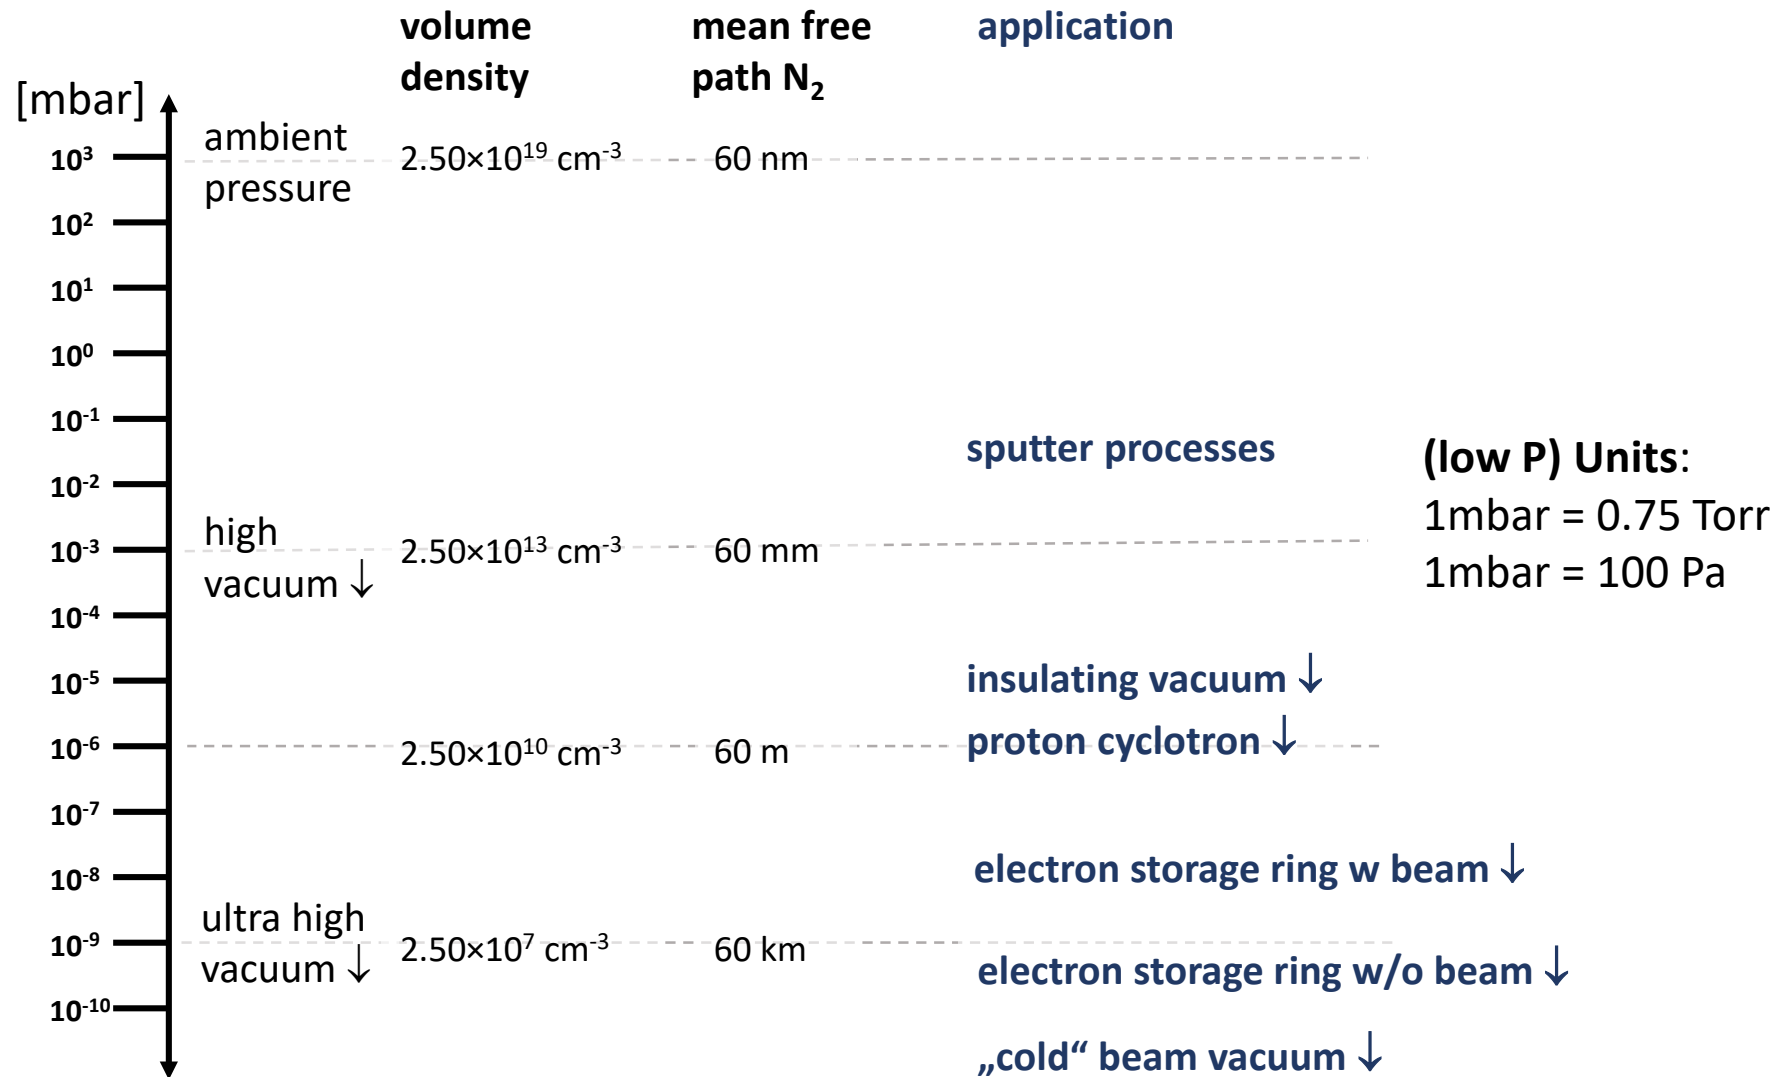 volume density
mean free path N₂
application
[mbar]
10³
ambient pressure
2.50×10¹⁹ cm⁻³
60 nm
10²
10¹
10⁰
10⁻¹
sputter processes
10⁻²
10⁻³
high vacuum ↓
2.50×10¹³ cm⁻³
60 mm
(low P) Units:
1mbar = 0.75 Torr
1mbar = 100 Pa
10⁻⁴
10⁻⁵
insulating vacuum ↓
10⁻⁶
2.50×10¹⁰ cm⁻³
60 m
proton cyclotron ↓
10⁻⁷
10⁻⁸
electron storage ring w beam ↓
10⁻⁹
ultra high vacuum ↓
2.50×10⁷ cm⁻³
60 km
electron storage ring w/o beam ↓
10⁻¹⁰
„cold“ beam vacuum ↓